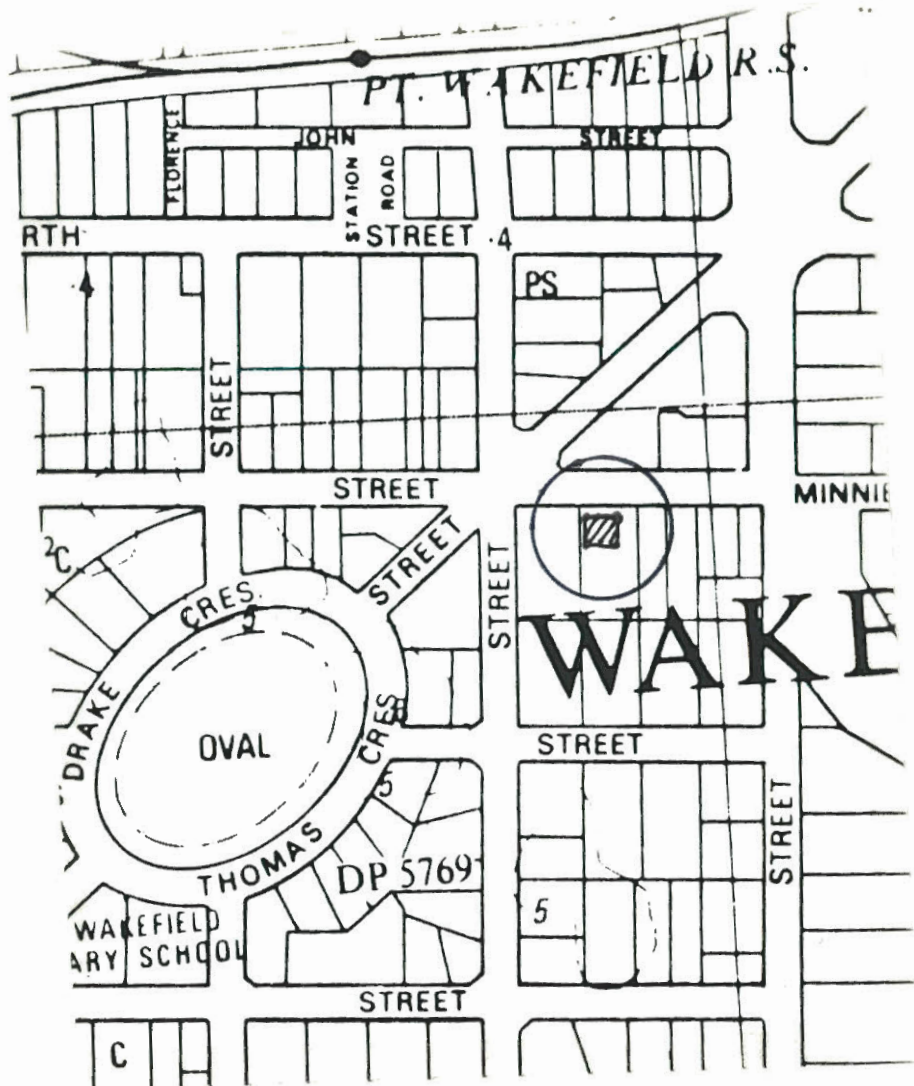 PT. WAKEFIELD R.S.
FLORENCE
JOHN
STREET
STATION
ROAD
RTH
STREET
4
4
PS
STREET
STREET
MINNIE
2C
CRES
STREET
STREET
WAKE
DRAKE
OVAL
CRES
STREET
5
STREET
THOMAS
DP 5769
5
WAKEFIELD
ARY SCHOOL
STREET
C